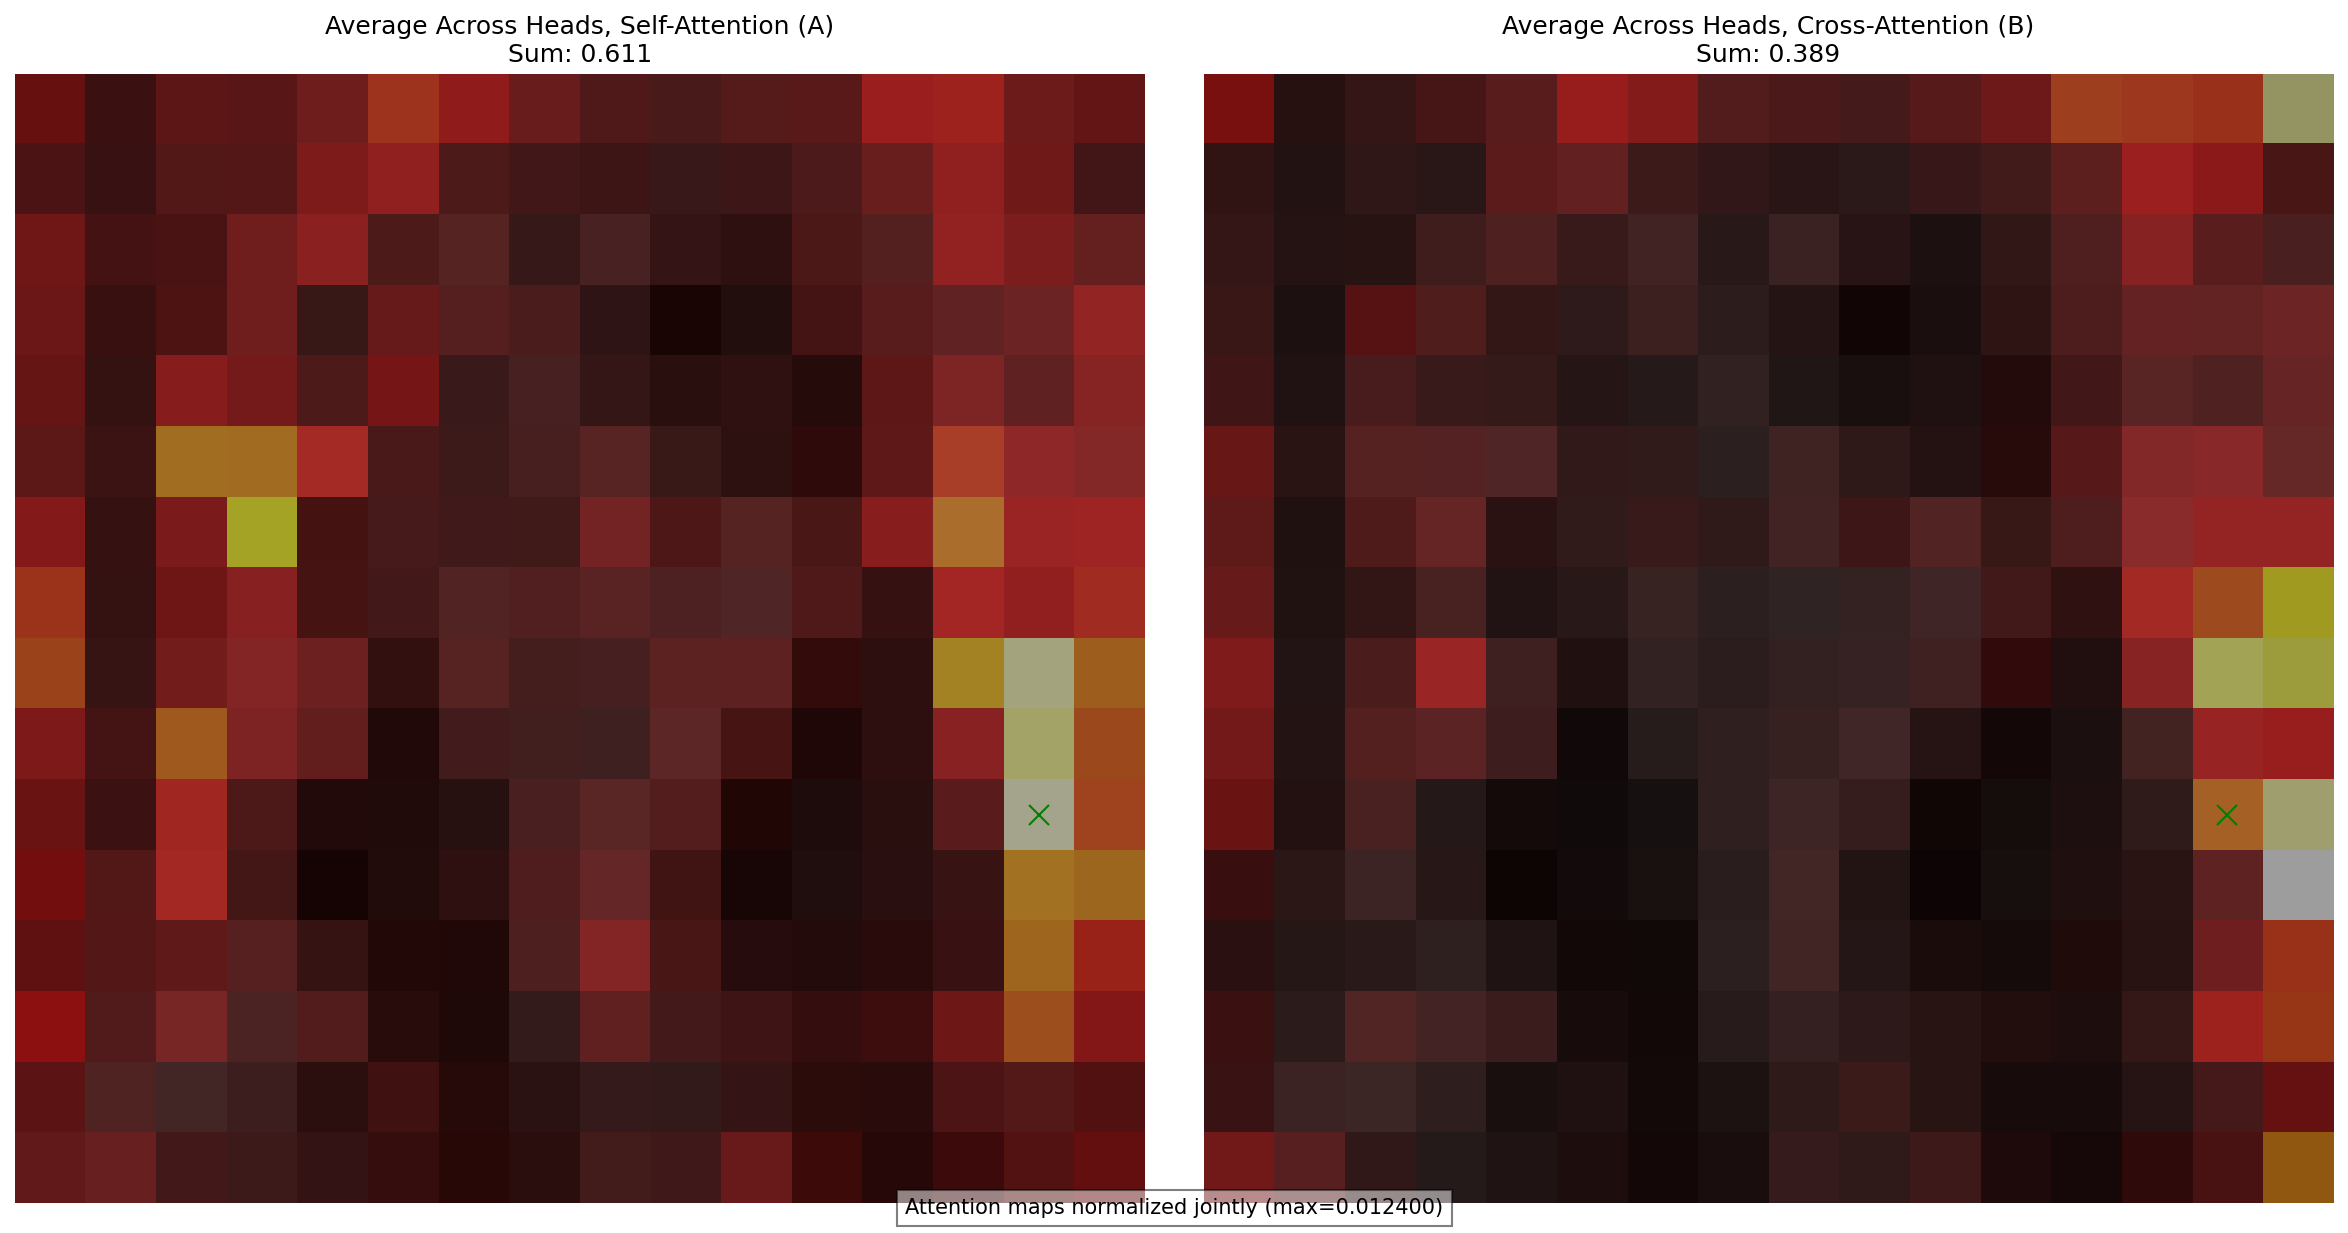 Average Across Heads, Self-Attention (A)
Sum: 0.611
Average Across Heads, Cross-Attention (B)
Sum: 0.389
Attention maps normalized jointly (max=0.012400)